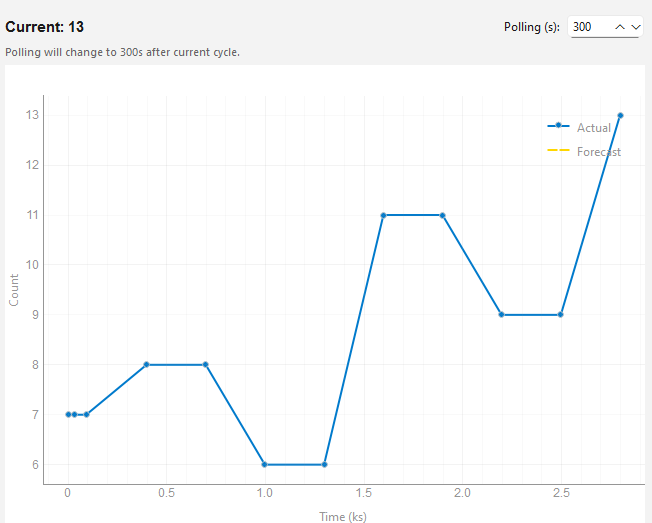 Current: 13
Polling (s): 300
Polling will change to 300s after current cycle.
13
12
11
10
9
8
7
6
Count
Actual
Forecast
0 0.5 1.0 1.5 2.0 2.5
Time (ks)